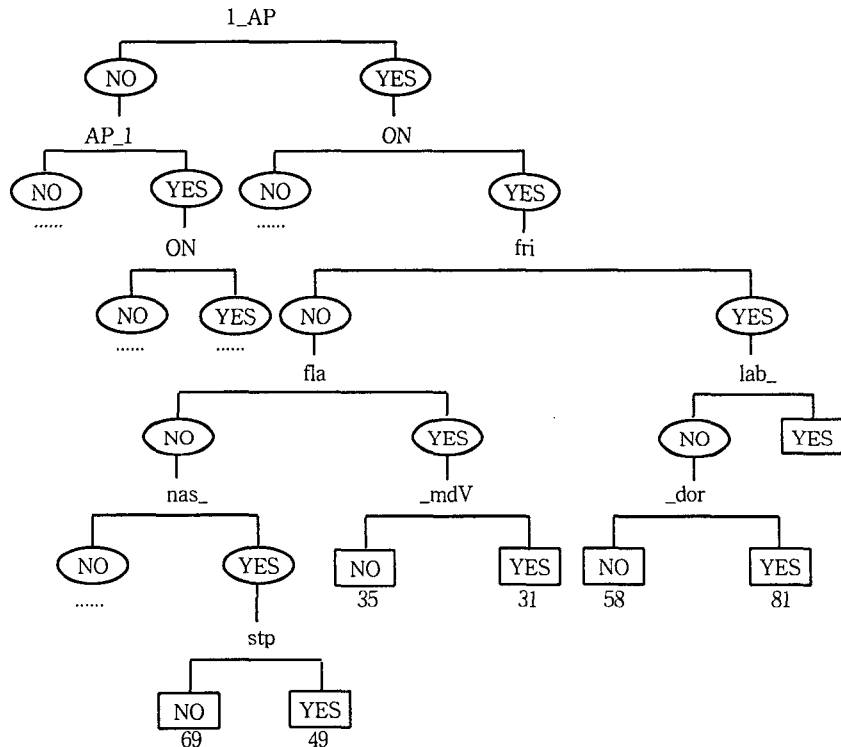 1_AP
NO YES
AP_1 ON
NO YES NO YES
...... ......
ON fri
NO YES NO YES
...... ......
fla lab_
NO YES NO YES
nas_ _mdV _dor
NO YES NO YES NO YES
...... 35 31 58 81
stp
NO YES
69 49